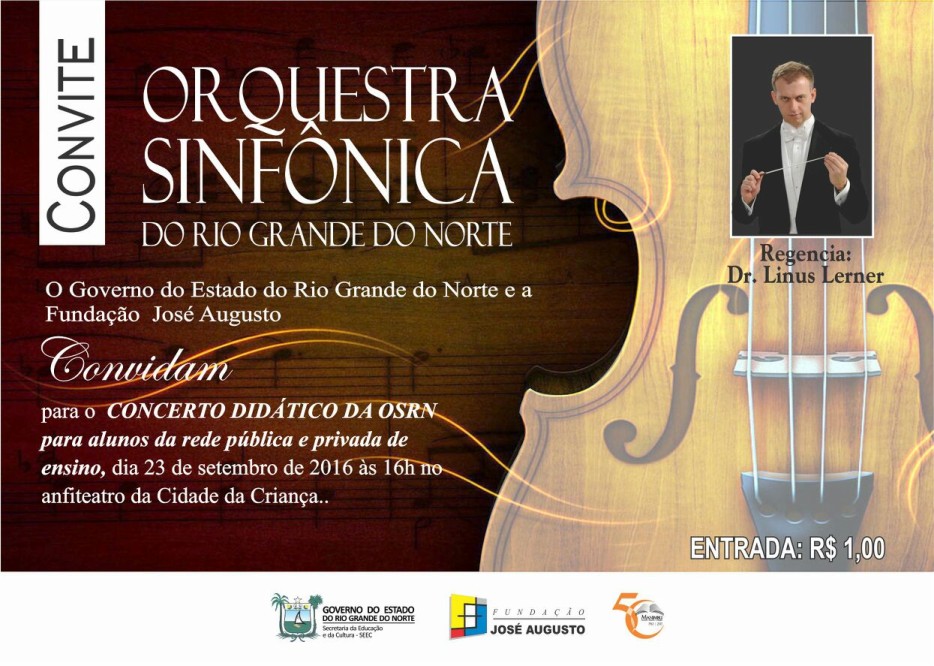 CONVITE
ORQUESTRA
SINFÔNICA
DO RIO GRANDE DO NORTE
O Governo do Estado do Rio Grande do Norte e a
Fundação José Augusto
Convidam
para o CONCERTO DIDÁTICO DA OSRN
para alunos da rede pública e privada de
ensino, dia 23 de setembro de 2016 às 16h no
anfiteatro da Cidade da Criança..
Regencia:
Dr. Linus Lerner
ENTRADA: R$ 1,00
GOVERNO DO ESTADO
DO RIO GRANDE DO NORTE
Secretaria da Educação
e da Cultura - SEEC
FUNDAÇÃO
JOSÉ AUGUSTO
50